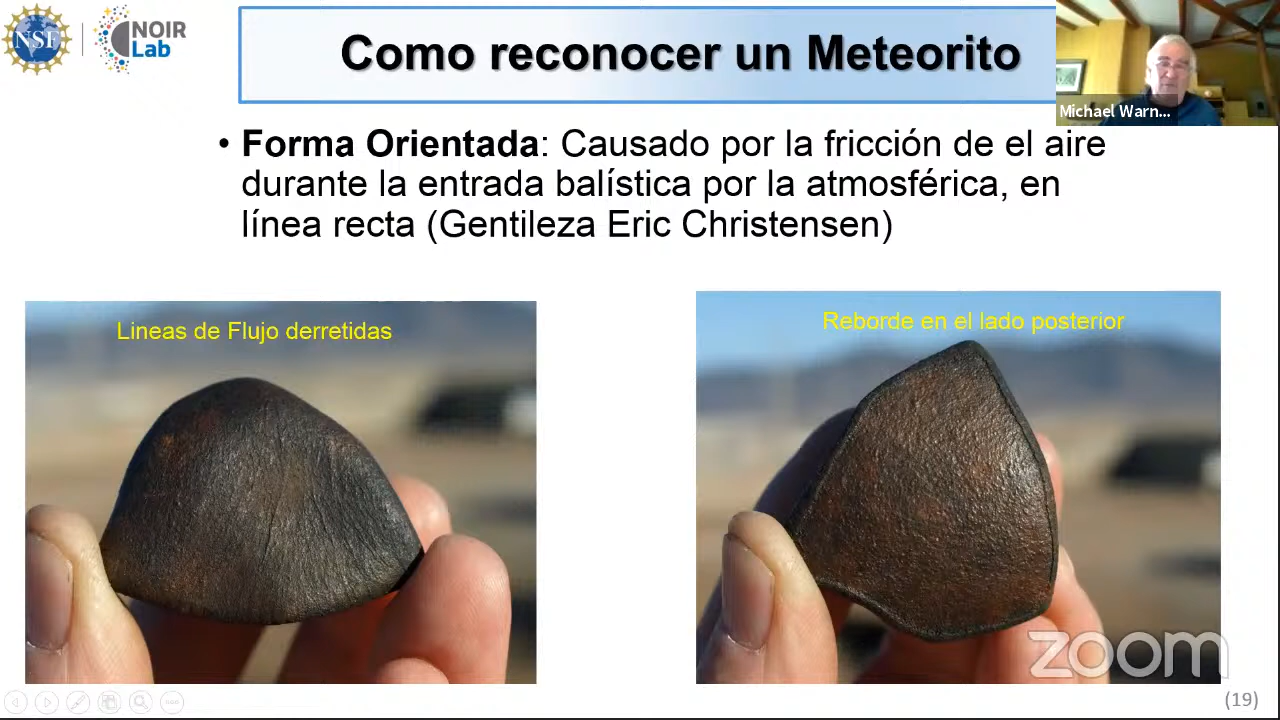 NSF
NOIR
Lab
Como reconocer un Meteorito
Michael Warn...
• Forma Orientada: Causado por la fricción de el aire
durante la entrada balística por la atmosférica, en
línea recta (Gentileza Eric Christensen)
Lineas de Flujo derretidas
Reborde en el lado posterior
zoom
(19)